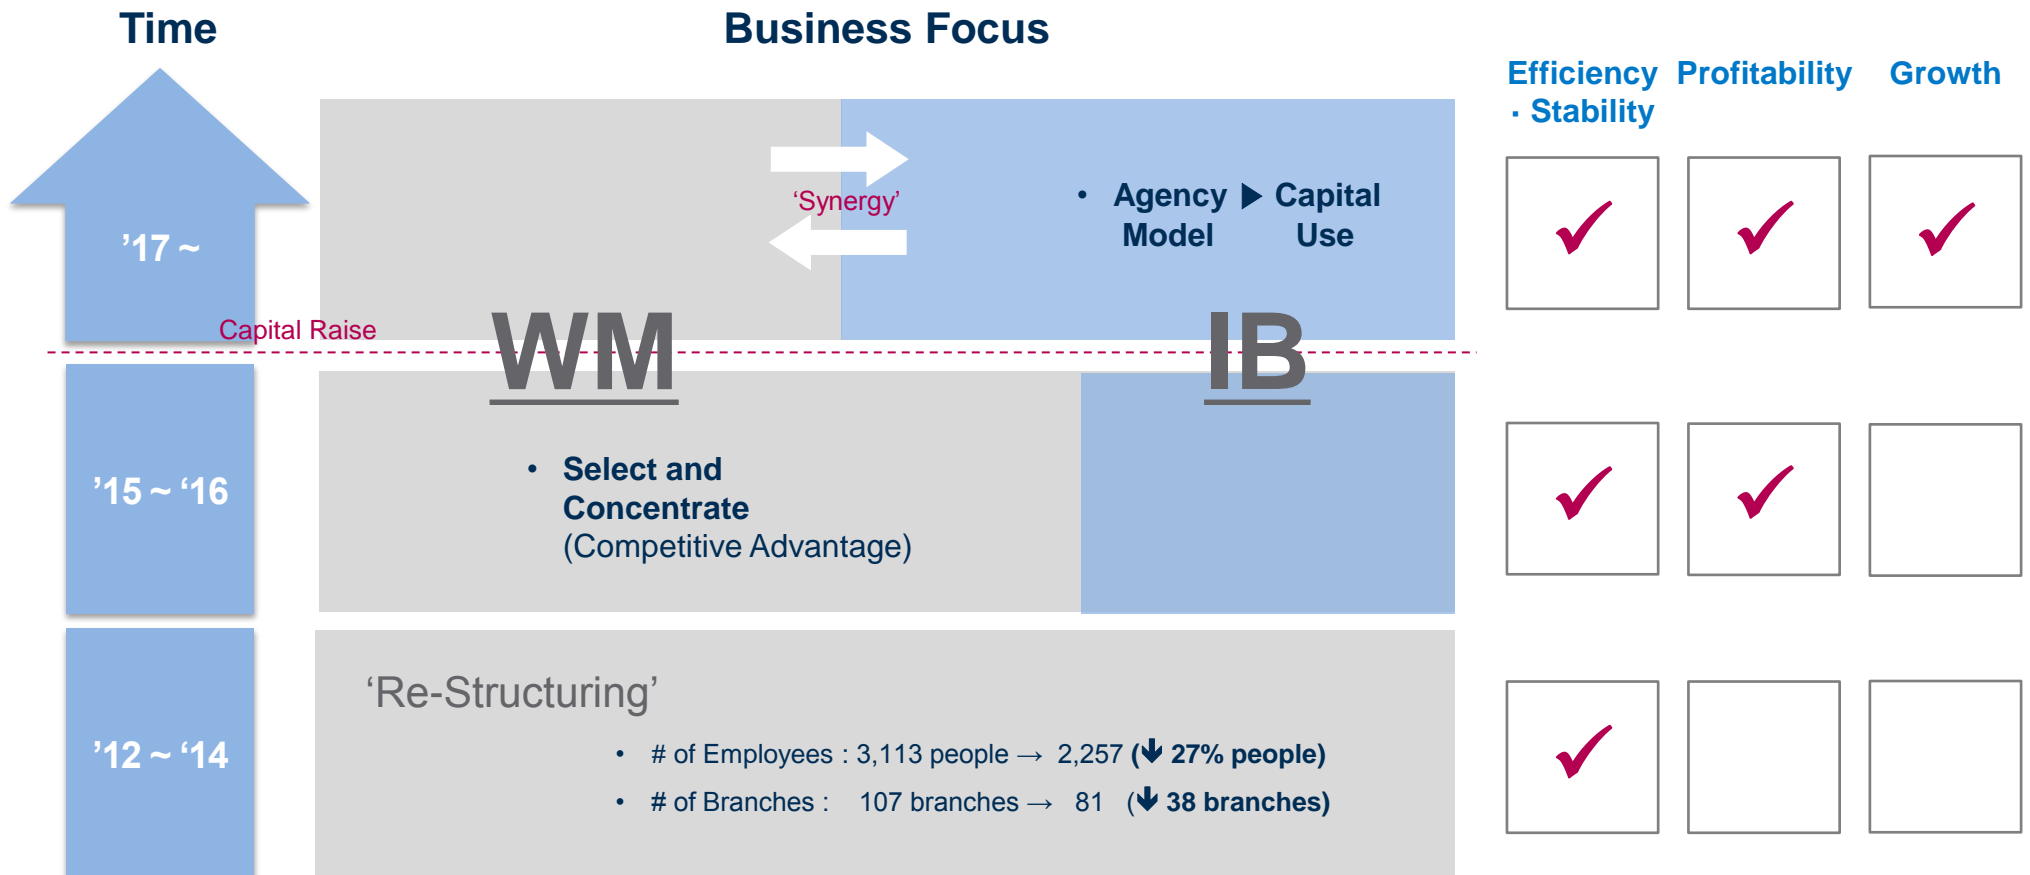 Time
Business Focus
Efficiency
· Stability
Profitability
Growth
’17 ~
‘Synergy’
• Agency ▶ Capital
Model Use
Capital Raise
WM
IB
’15 ~ ‘16
• Select and
Concentrate
(Competitive Advantage)
’12 ~ ‘14
‘Re-Structuring’
• # of Employees : 3,113 people → 2,257 (🡻 27% people)
• # of Branches : 107 branches → 81 (🡻 38 branches)